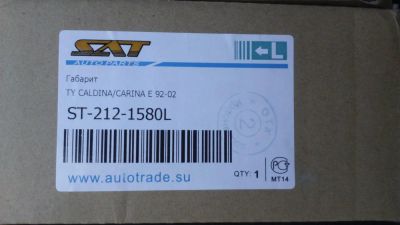 SAT
AUTO PARTS
L
Габарит
TY CALDINA/CARINA E 92-02
ST-212-1580L
www.autotrade.su
QTY: 1
МТ14